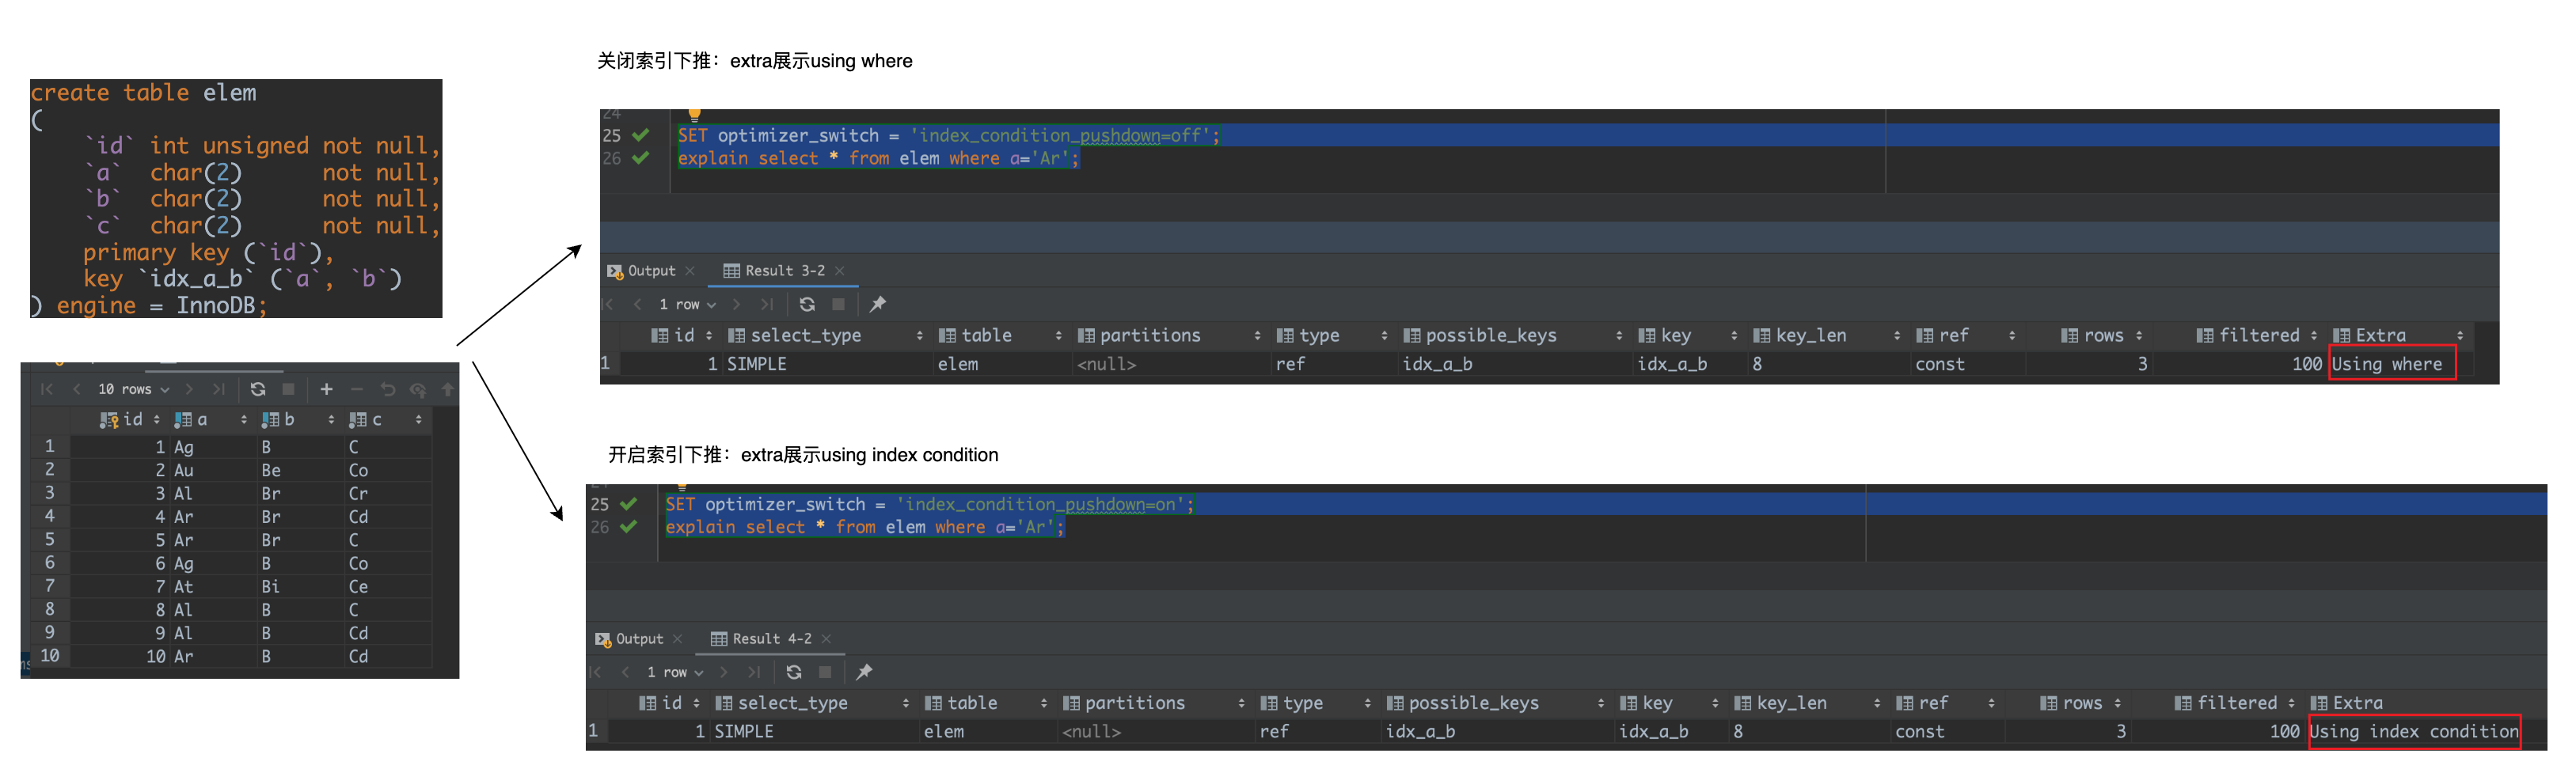 create table elem
(
`id` int unsigned not null,
`a` char(2) not null,
`b` char(2) not null,
`c` char(2) not null,
primary key (`id`),
key `idx_a_b` (`a`, `b`)
) engine = InnoDB;
10 rows
id a b c
1 1 Ag B C
2 2 Au Be Co
3 3 Al Br Cr
4 4 Ar Br Cd
5 5 Ar Br C
6 6 Ag B Co
7 7 At Bi Ce
8 8 Al B C
9 9 Al B Cd
10 10 Ar B Cd
关闭索引下推：extra展示using where
24
25 SET optimizer_switch = 'index_condition_pushdown=off';
26 explain select * from elem where a='Ar';
Output Result 3-2
1 row
id select_type table partitions type possible_keys key key_len ref rows filtered Extra
1 1 SIMPLE elem <null> ref idx_a_b idx_a_b 8 const 3 100 Using where
开启索引下推：extra展示using index condition
25 SET optimizer_switch = 'index_condition_pushdown=on';
26 explain select * from elem where a='Ar';
Output Result 4-2
1 row
id select_type table partitions type possible_keys key key_len ref rows filtered Extra
1 1 SIMPLE elem <null> ref idx_a_b idx_a_b 8 const 3 100 Using index condition